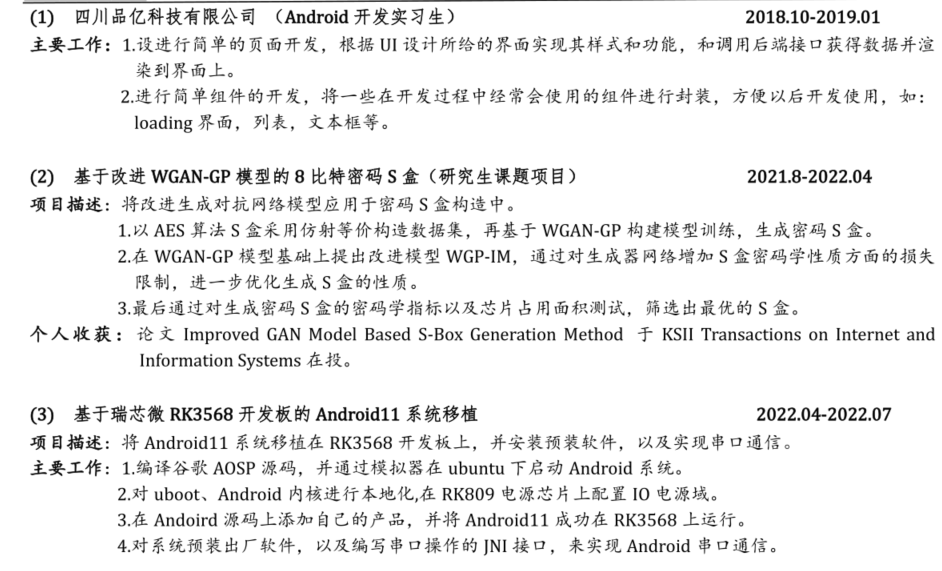 (1) 四川品亿科技有限公司 （Android 开发实习生） 2018.10-2019.01
主要工作：1.设进行简单的页面开发，根据 UI 设计所给的界面实现其样式和功能，和调用后端接口获得数据并渲
染到界面上。
2.进行简单组件的开发，将一些在开发过程中经常会使用的组件进行封装，方便以后开发使用，如：
loading 界面，列表，文本框等。
(2) 基于改进 WGAN-GP 模型的 8 比特密码 S 盒（研究生课题项目） 2021.8-2022.04
项目描述：将改进生成对抗网络模型应用于密码 S 盒构造中。
1.以 AES 算法 S 盒采用仿射等价构造数据集，再基于 WGAN-GP 构建模型训练，生成密码 S 盒。
2.在 WGAN-GP 模型基础上提出改进模型 WGP-IM，通过对生成器网络增加 S 盒密码学性质方面的损失
限制，进一步优化生成 S 盒的性质。
3.最后通过对生成密码 S 盒的密码学指标以及芯片占用面积测试，筛选出最优的 S 盒。
个人收获：论文 Improved GAN Model Based S-Box Generation Method 于 KSII Transactions on Internet and
Information Systems 在投。
(3) 基于瑞芯微 RK3568 开发板的 Android11 系统移植 2022.04-2022.07
项目描述：将 Android11 系统移植在 RK3568 开发板上，并安装预装软件，以及实现串口通信。
主要工作：1.编译谷歌 AOSP 源码，并通过模拟器在 ubuntu 下启动 Android 系统。
2.对 uboot、Android 内核进行本地化,在 RK809 电源芯片上配置 IO 电源域。
3.在 Andoird 源码上添加自己的产品，并将 Android11 成功在 RK3568 上运行。
4.对系统预装出厂软件，以及编写串口操作的 JNI 接口，来实现 Android 串口通信。